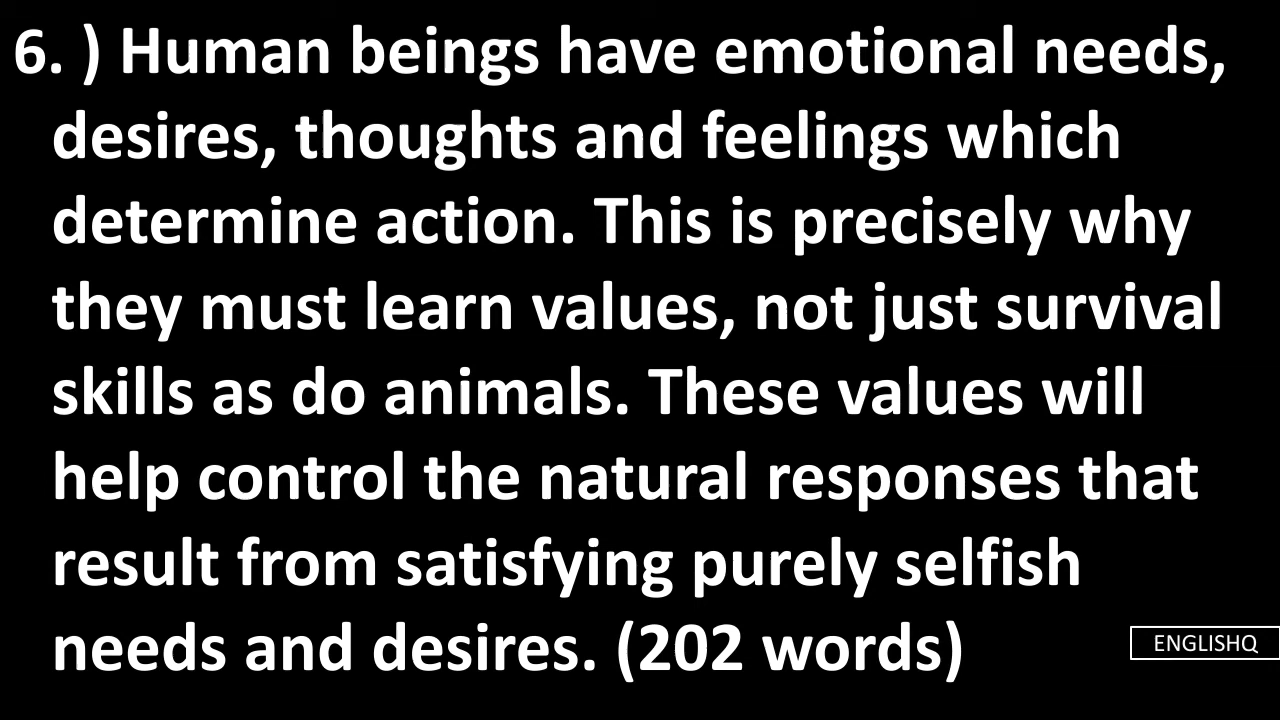 6. ) Human beings have emotional needs,
desires, thoughts and feelings which
determine action. This is precisely why
they must learn values, not just survival
skills as do animals. These values will
help control the natural responses that
result from satisfying purely selfish
needs and desires. (202 words)
ENGLISHQ